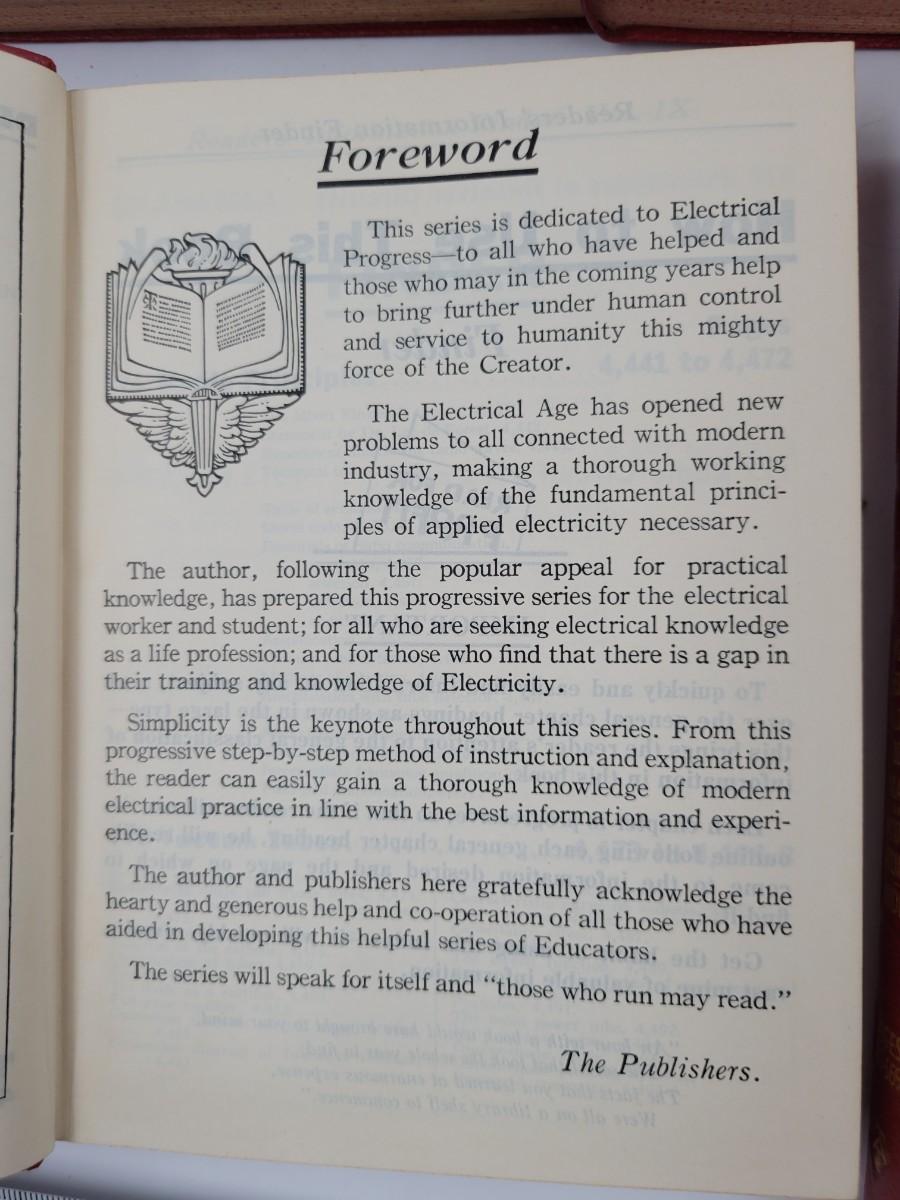 Foreword
This series is dedicated to Electrical
Progress—to all who have helped and
those who may in the coming years help
to bring further under human control
and service to humanity this mighty
force of the Creator.
The Electrical Age has opened new
problems to all connected with modern
industry, making a thorough working
knowledge of the fundamental princi-
ples of applied electricity necessary.
The author, following the popular appeal for practical
knowledge, has prepared this progressive series for the electrical
worker and student; for all who are seeking electrical knowledge
as a life profession; and for those who find that there is a gap in
their training and knowledge of Electricity.
Simplicity is the keynote throughout this series. From this
progressive step-by-step method of instruction and explanation,
the reader can easily gain a thorough knowledge of modern
electrical practice in line with the best information and experi-
ence.
The author and publishers here gratefully acknowledge the
hearty and generous help and co-operation of all those who have
aided in developing this helpful series of Educators.
The series will speak for itself and “those who run may read.”
The Publishers.